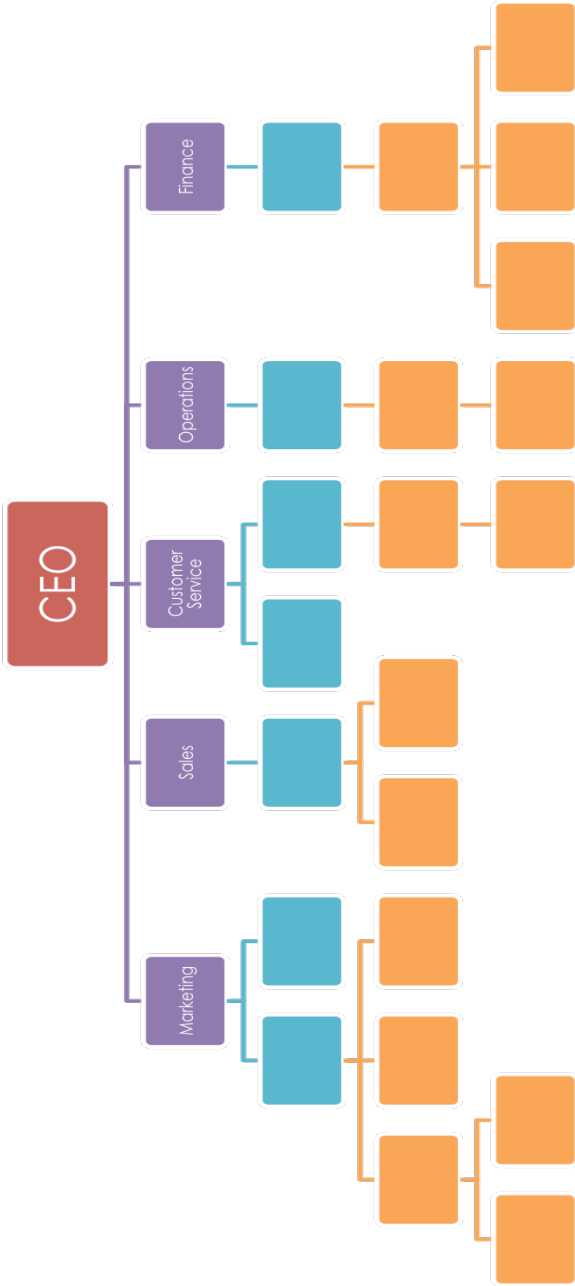 CEO
Marketing
Sales
Customer
Service
Operations
Finance